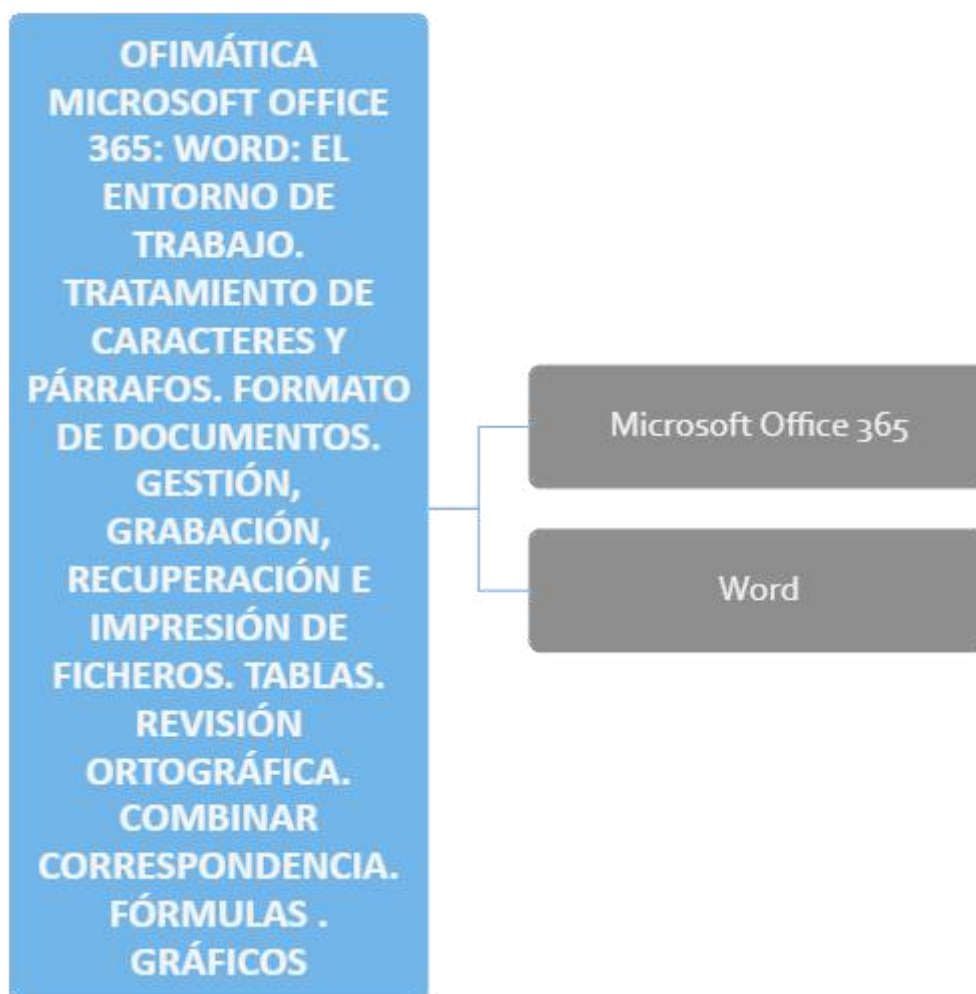 OFIMÁTICA
MICROSOFT OFFICE
365: WORD: EL
ENTORNO DE
TRABAJO.
TRATAMIENTO DE
CARACTERES Y
PÁRRAFOS. FORMATO
DE DOCUMENTOS.
GESTIÓN,
GRABACIÓN,
RECUPERACIÓN E
IMPRESIÓN DE
FICHEROS. TABLAS.
REVISIÓN
ORTOGRÁFICA.
COMBINAR
CORRESPONDENCIA.
FÓRMULAS .
GRÁFICOS
Microsoft Office 365
Word